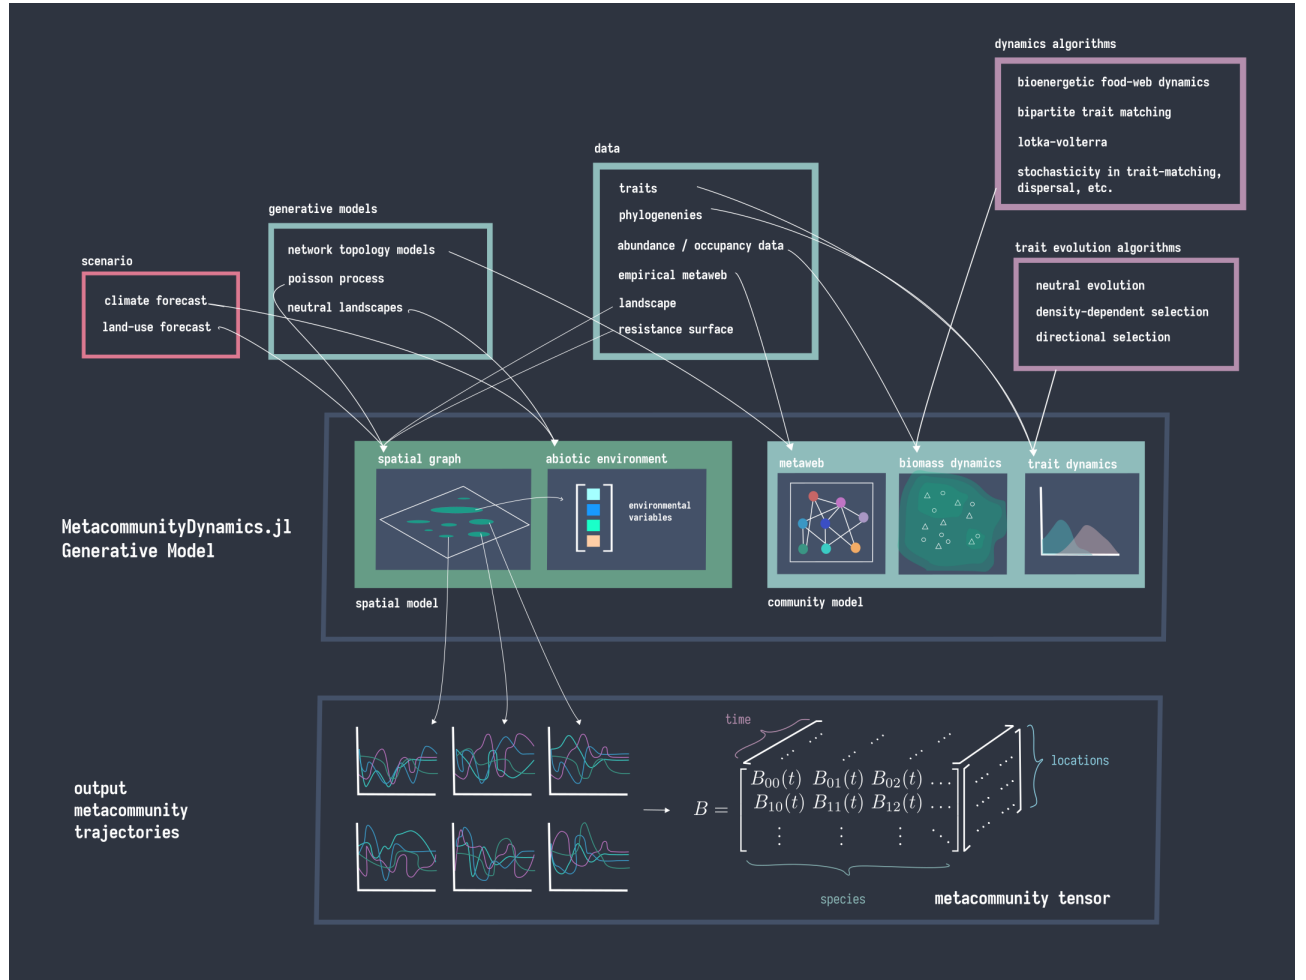 dynamics algorithms
bioenergetic food-web dynamics
bipartite trait matching
lotka-volterra
stochasticity in trait-matching,
dispersal, etc.
data
traits
phylogenenies
abundance / occupancy data
empirical metaweb
landscape
resistance surface
generative models
network topology models
poisson process
neutral landscapes
scenario
climate forecast
land-use forecast
trait evolution algorithms
neutral evolution
density-dependent selection
directional selection
MetacommunityDynamics.jl
Generative Model
spatial graph
abiotic environment
environmental
variables
spatial model
metaweb
biomass dynamics
trait dynamics
community model
output
metacommunity
trajectories
time
locations
B =
B₀₀(t) B₀₁(t) B₀₂(t) ...
B₁₀(t) B₁₁(t) B₁₂(t) ...
species
metacommunity tensor